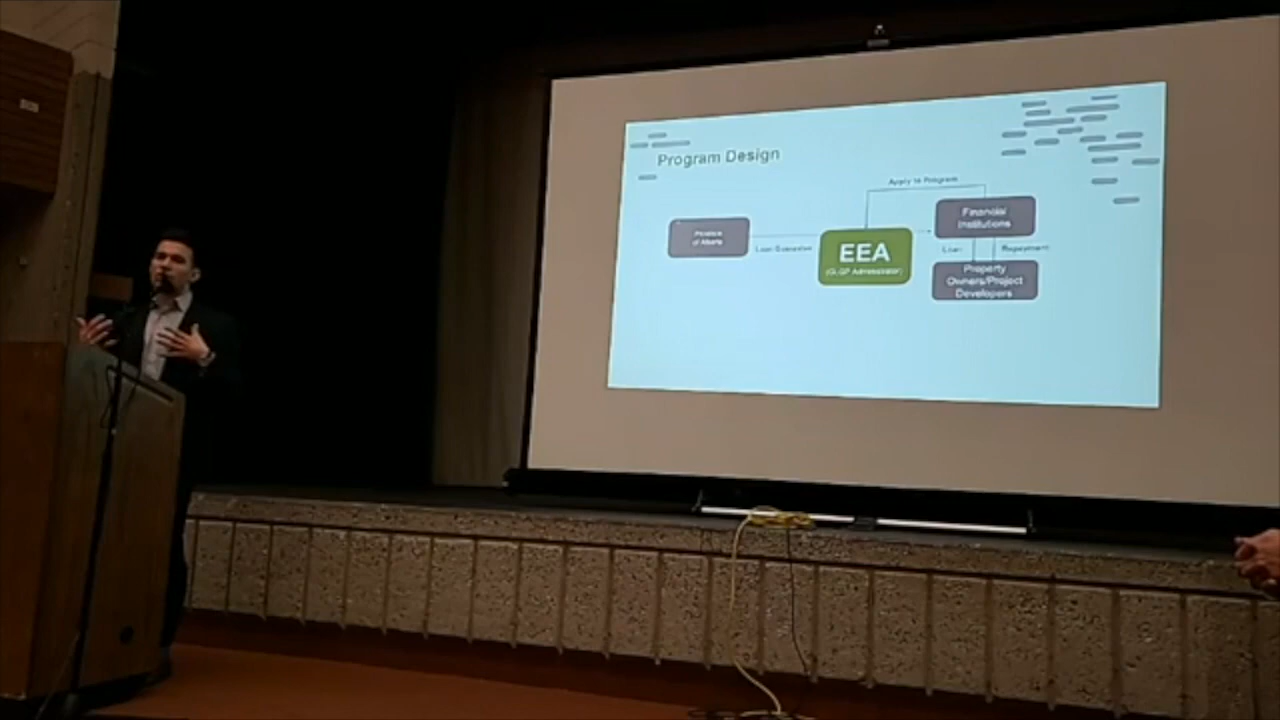 Program Design
Apply to Program
Province
of Alberta
Loan Guarantee
EEA
(GLGP Administrator)
Financial
Institutions
Loan
Repayment
Property
Owners/Project
Developers